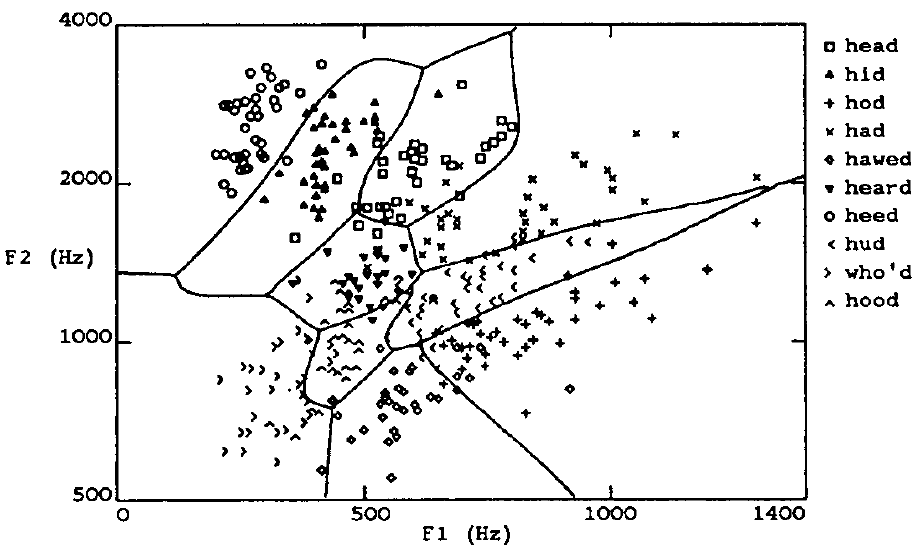 4000
2000
F2 (Hz)
1000
500
0
500
1000
1400
F1 (Hz)
head
hid
hod
had
hawed
heard
heed
hud
who'd
hood